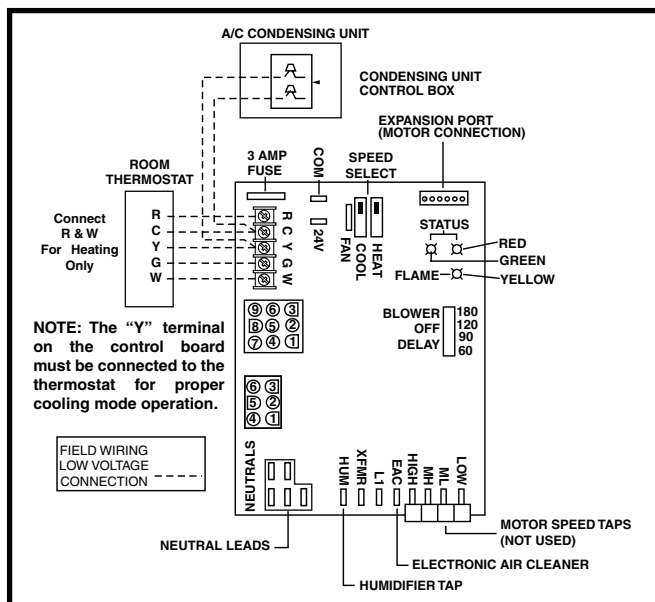 A/C CONDENSING UNIT
CONDENSING UNIT
CONTROL BOX
EXPANSION PORT
(MOTOR CONNECTION)
3 AMP
FUSE
COM
SPEED
SELECT
ROOM
THERMOSTAT
Connect
R & W
For Heating
Only
R
C
Y
G
W
R
C
Y
G
W
24V
FAN
COOL
HEAT
STATUS
RED
GREEN
FLAME
YELLOW
BLOWER
OFF
DELAY
180
120
90
60
9 6 3
8 5 2
7 4 1
NOTE: The “Y” terminal
on the control board
must be connected to the
thermostat for proper
cooling mode operation.
6 3
5 2
4 1
FIELD WIRING
LOW VOLTAGE
CONNECTION
NEUTRALS
HUM
XFMR
L1
EAC
HIGH
MH
ML
LOW
NEUTRAL LEADS
MOTOR SPEED TAPS
(NOT USED)
ELECTRONIC AIR CLEANER
HUMIDIFIER TAP